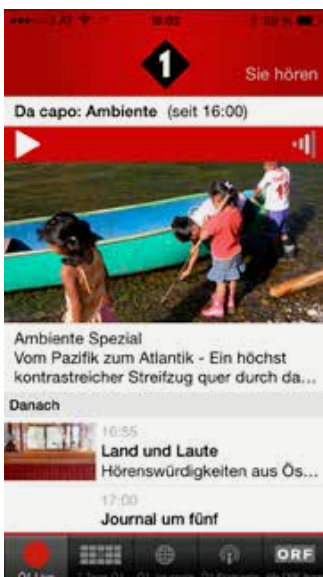 1
Sie hören
Da capo: Ambiente (seit 16:00)
Ambiente Spezial
Vom Pazifik zum Atlantik - Ein höchst
kontrastreicher Streifzug quer durch da...
Danach
16:55
Land und Laute
Hörenswürdigkeiten aus Ös...
17:00
Journal um fünf
ORF